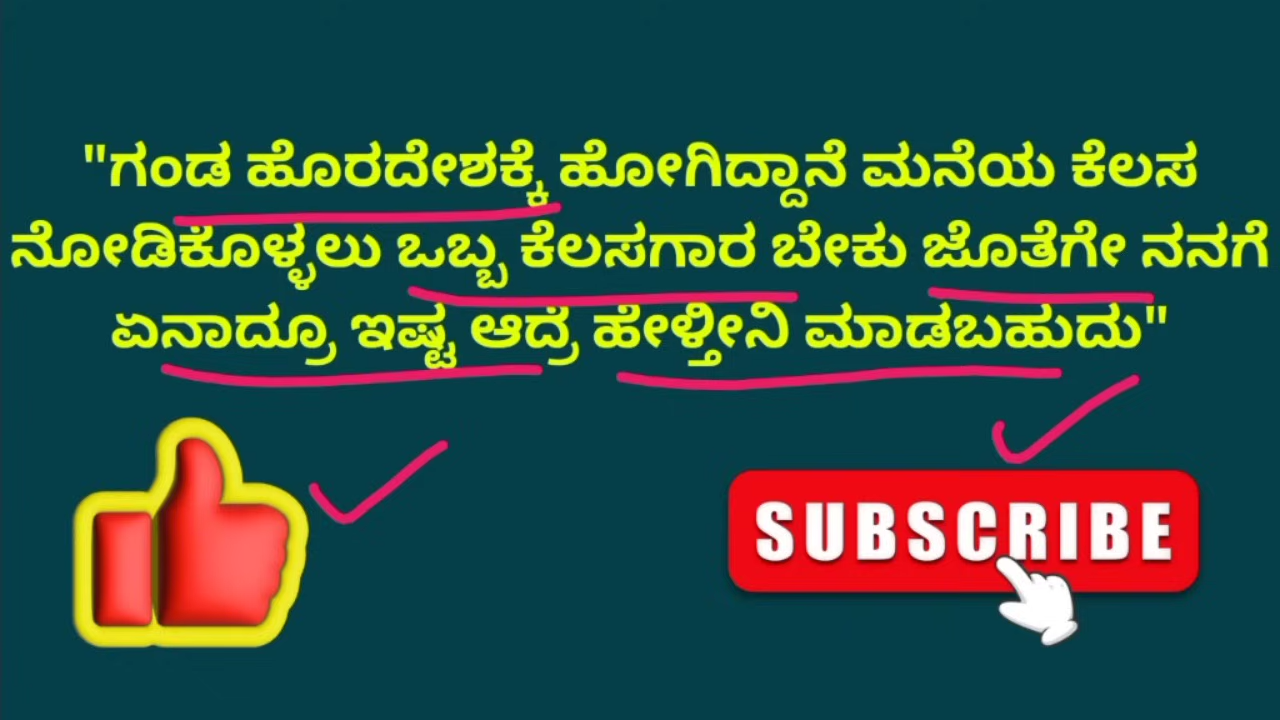 "ಗಂಡ ಹೊರದೇಶಕ್ಕೆ ಹೋಗಿದ್ದಾನೆ ಮನೆಯ ಕೆಲಸ
ನೋಡಿಕೊಳ್ಳಲು ಒಬ್ಬ ಕೆಲಸಗಾರ ಬೇಕು ಜೊತೆಗೇ ನನಗೆ
ಏನಾದ್ರೂ ಇಷ್ಟ ಆದ್ರೆ ಹೇಳ್ತೀನಿ ಮಾಡಬಹುದು"
SUBSCRIBE